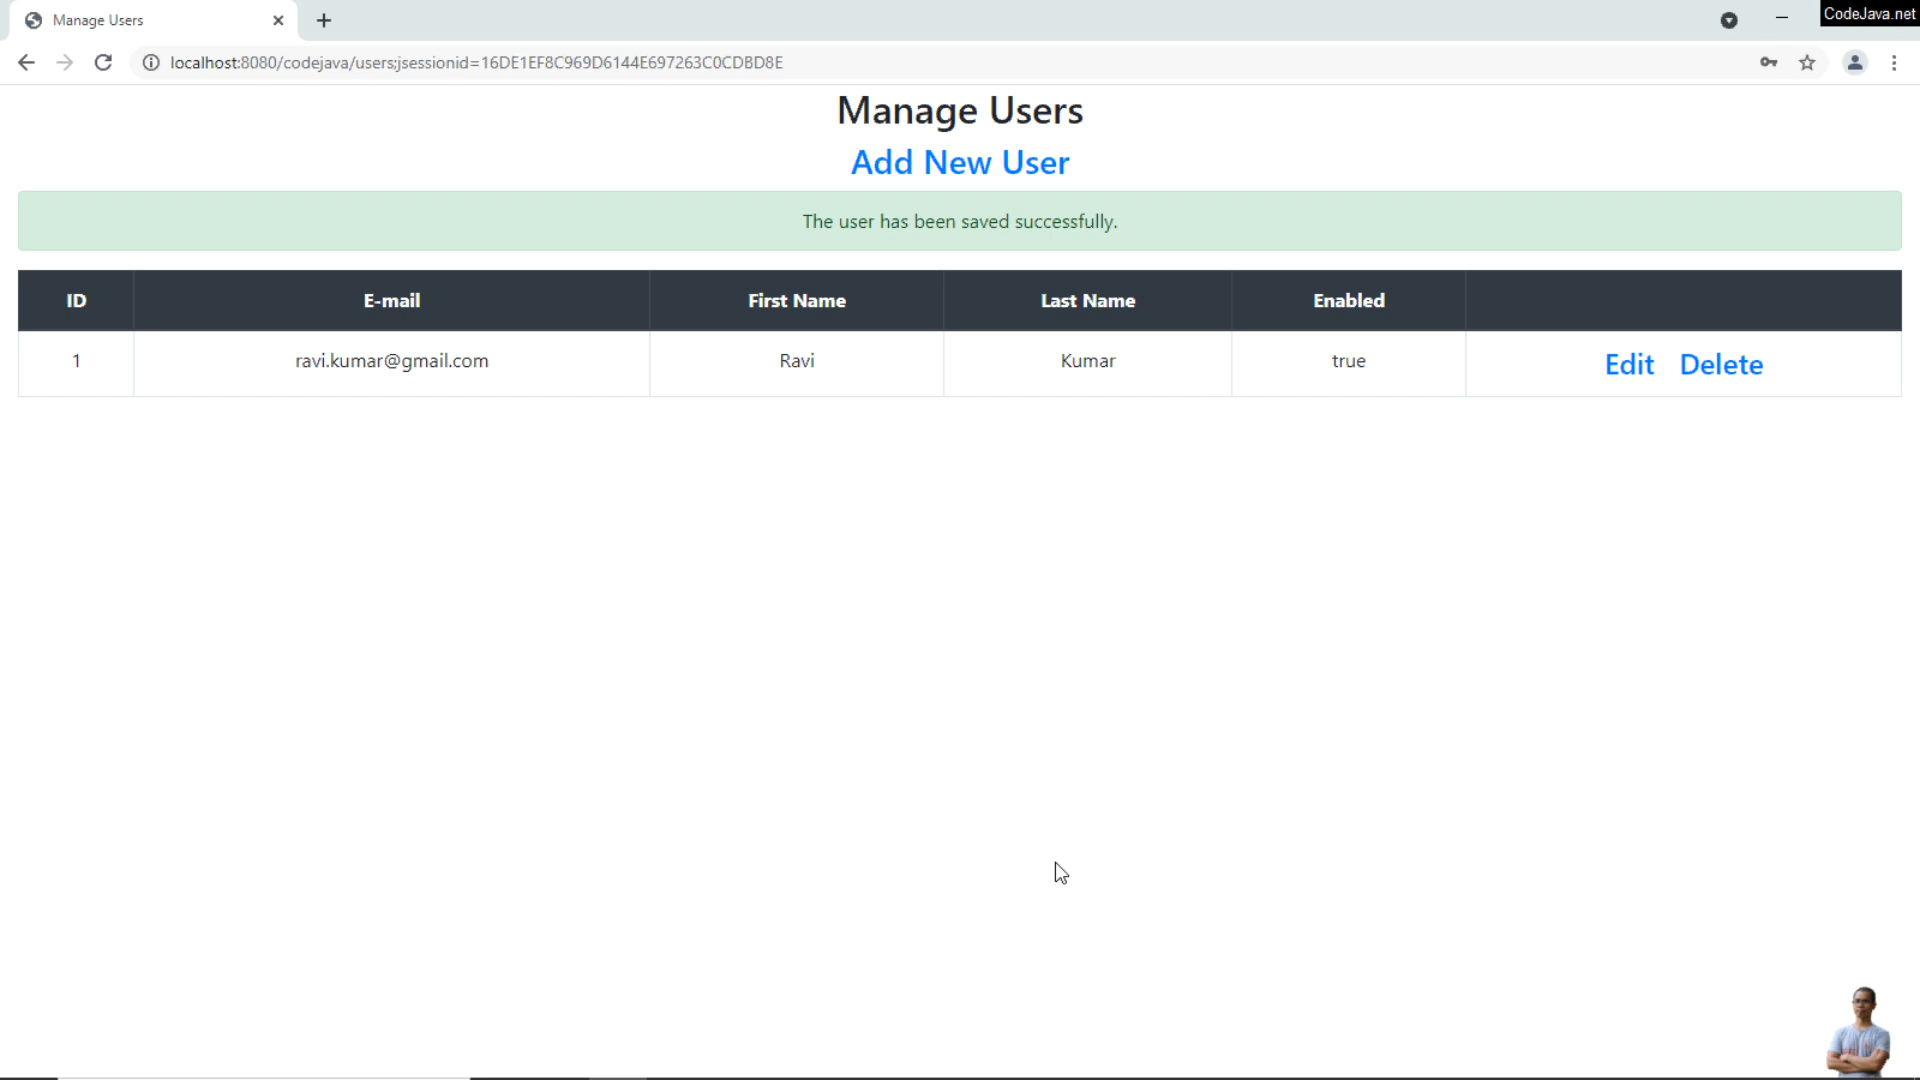 Manage Users
CodeJava.net
localhost:8080/codejava/users;jsessionid=16DE1EF8C969D6144E697263C0CDBD8E
Manage Users
Add New User
The user has been saved successfully.
ID E-mail First Name Last Name Enabled
1 ravi.kumar@gmail.com Ravi Kumar true Edit Delete